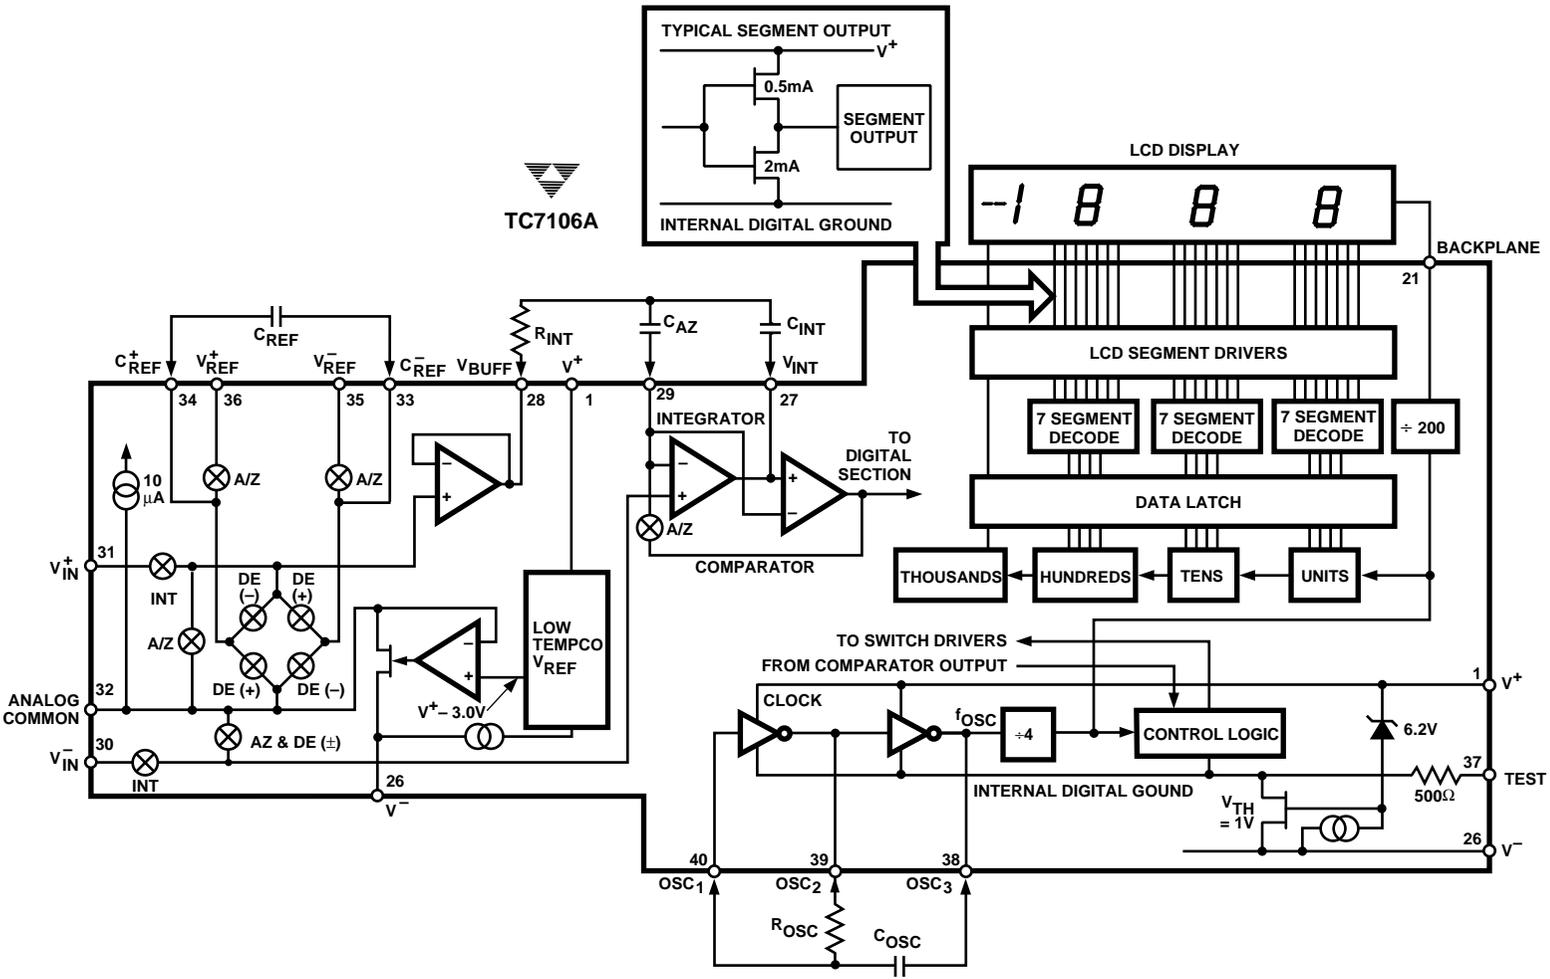 TYPICAL SEGMENT OUTPUT
V+
0.5mA
SEGMENT
OUTPUT
2mA
INTERNAL DIGITAL GROUND
TC7106A
LCD DISPLAY
–1 8 8 8
BACKPLANE
21
LCD SEGMENT DRIVERS
7 SEGMENT
DECODE
7 SEGMENT
DECODE
7 SEGMENT
DECODE
÷ 200
DATA LATCH
THOUSANDS
HUNDREDS
TENS
UNITS
CREF
RINT
CAZ
CINT
C+REF
V+REF
V–REF
C–REF
VBUFF
V+
VINT
34
36
35
33
28
1
29
27
INTEGRATOR
TO
DIGITAL
SECTION
10
µA
A/Z
A/Z
–
+
–
+
+
–
A/Z
COMPARATOR
31
V+IN
INT
DE
(–)
DE
(+)
A/Z
DE (+)
DE (–)
32
ANALOG
COMMON
AZ & DE (±)
30
V–IN
INT
–
+
LOW
TEMPCO
VREF
V+ – 3.0V
26
V–
TO SWITCH DRIVERS
FROM COMPARATOR OUTPUT
CLOCK
fOSC
÷4
CONTROL LOGIC
1
V+
6.2V
37
TEST
500Ω
INTERNAL DIGITAL GOUND
VTH
= 1V
26
V–
40
39
38
OSC1
OSC2
OSC3
ROSC
COSC